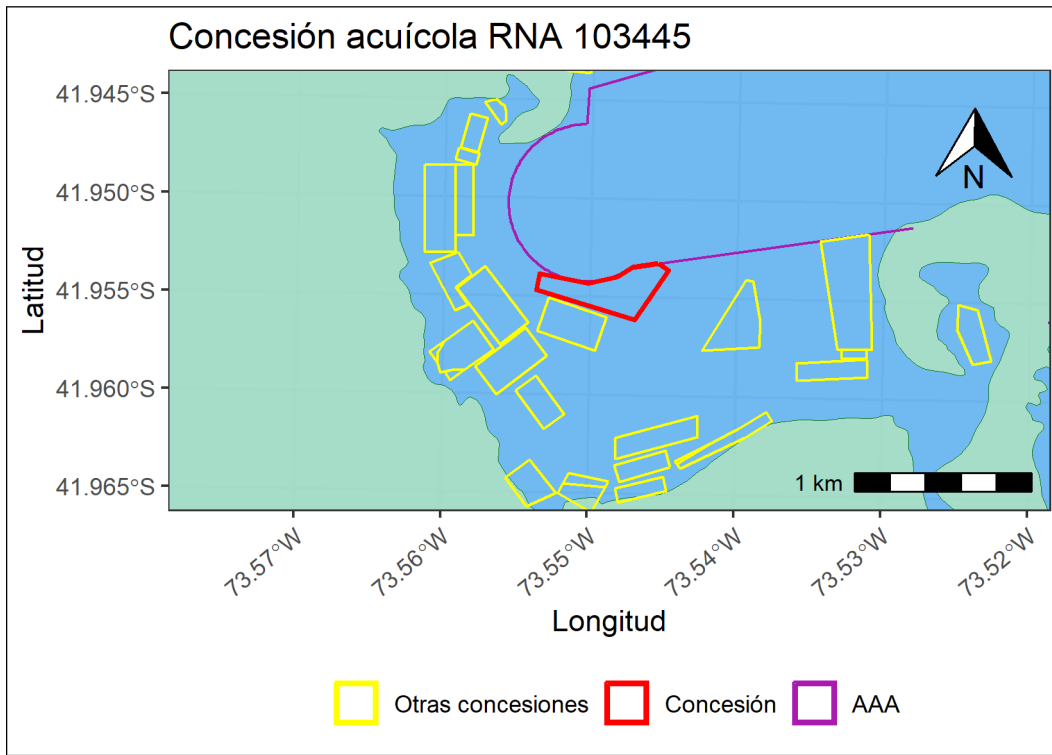 Concesión acuícola RNA 103445
41.945°S
41.950°S
41.955°S
41.960°S
41.965°S
Latitud
N
1 km
73.57°W
73.56°W
73.55°W
73.54°W
73.53°W
73.52°W
Longitud
Otras concesiones
Concesión
AAA